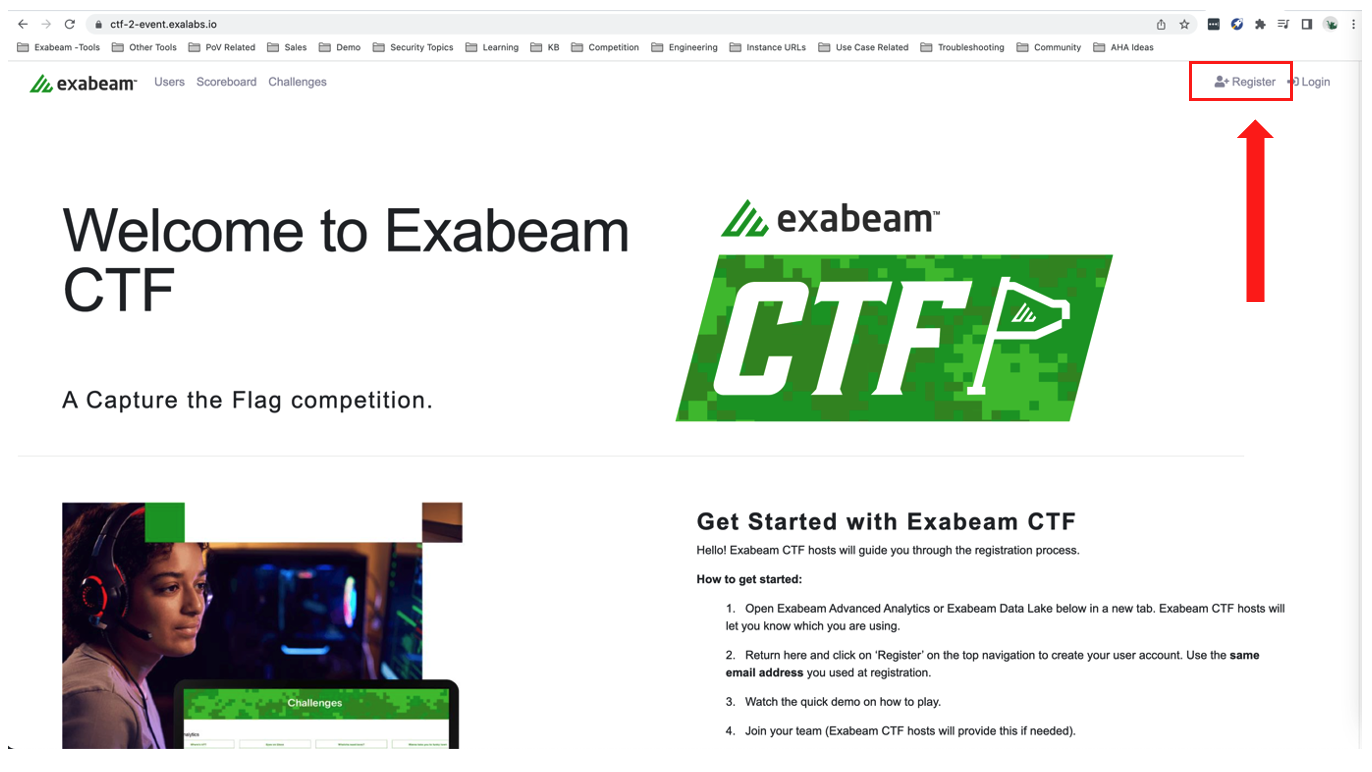 ctf-2-event.exalabs.io
Exabeam -Tools Other Tools PoV Related Sales Demo Security Topics Learning KB Competition Engineering Instance URLs Use Case Related Troubleshooting Community AHA Ideas
exabeam™ Users Scoreboard Challenges Register Login
Welcome to Exabeam
CTF
A Capture the Flag competition.
exabeam™
CTF
Get Started with Exabeam CTF
Hello! Exabeam CTF hosts will guide you through the registration process.
How to get started:
1. Open Exabeam Advanced Analytics or Exabeam Data Lake below in a new tab. Exabeam CTF hosts will
let you know which you are using.
2. Return here and click on ‘Register’ on the top navigation to create your user account. Use the same
email address you used at registration.
3. Watch the quick demo on how to play.
4. Join your team (Exabeam CTF hosts will provide this if needed).
Challenges